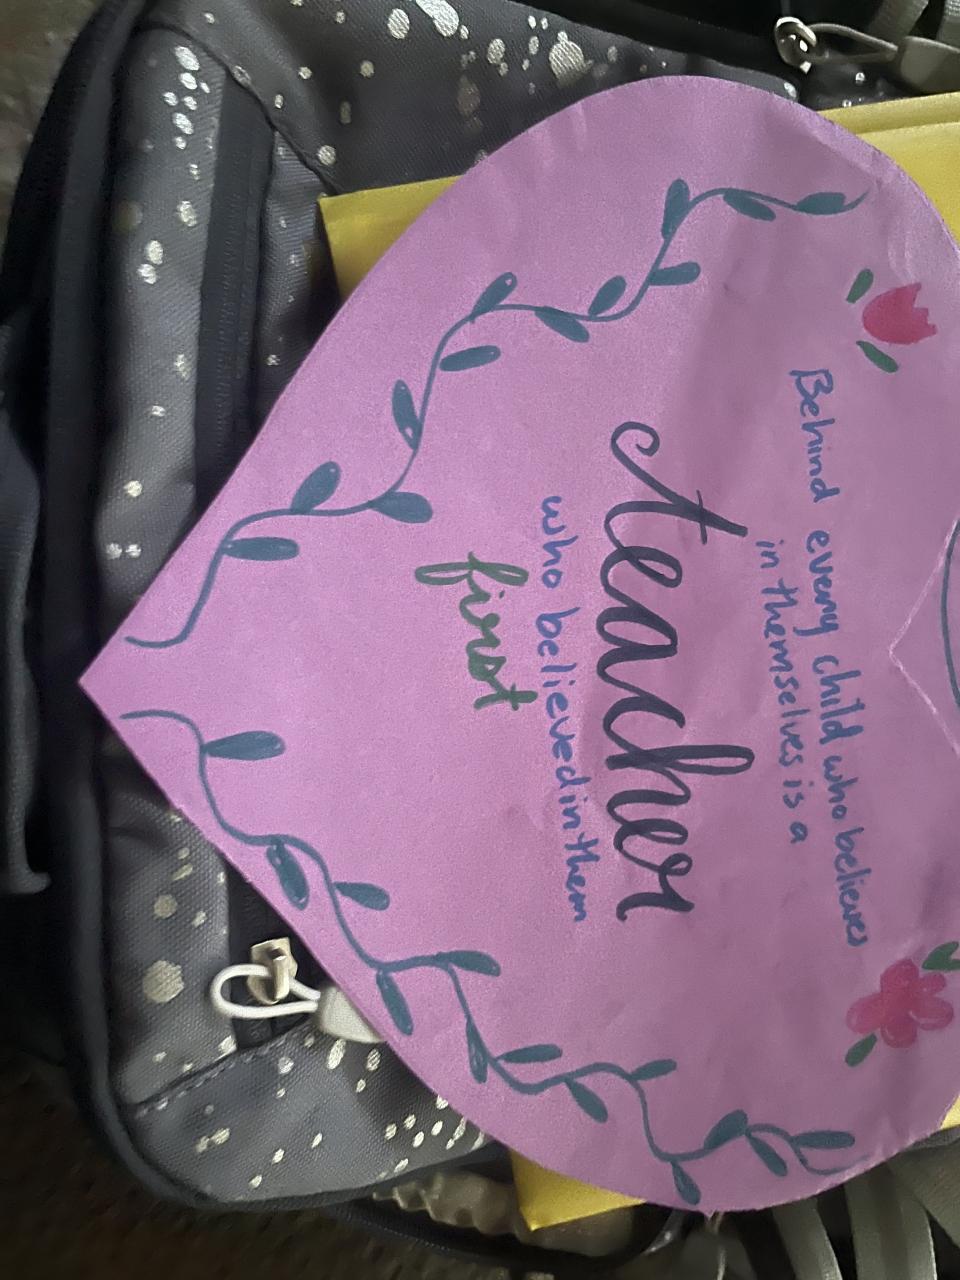 Behind every child who believes
in themselves is a
teacher
who believed in them
first